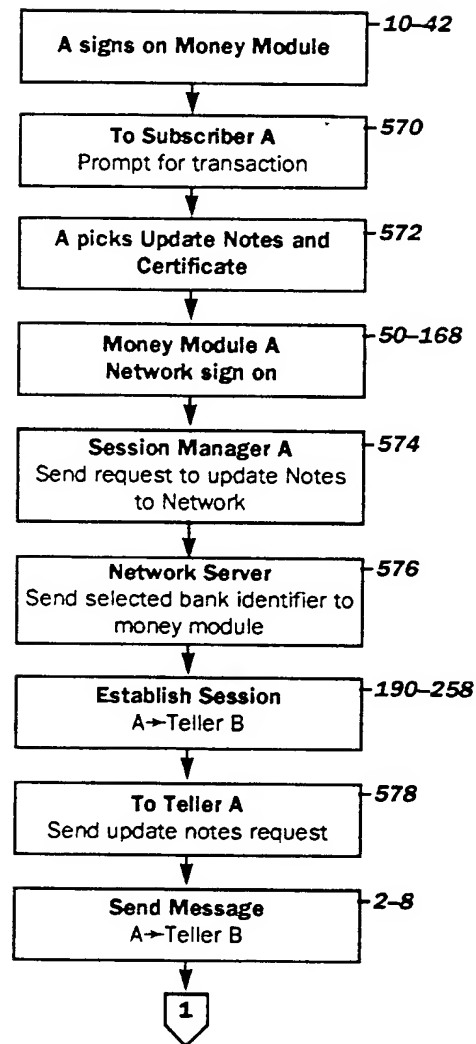 A signs on Money Module
10–42
To Subscriber A
Prompt for transaction
570
A picks Update Notes and
Certificate
572
Money Module A
Network sign on
50–168
Session Manager A
Send request to update Notes
to Network
574
Network Server
Send selected bank identifier to
money module
576
Establish Session
A→Teller B
190–258
To Teller A
Send update notes request
578
Send Message
A→Teller B
2–8
1